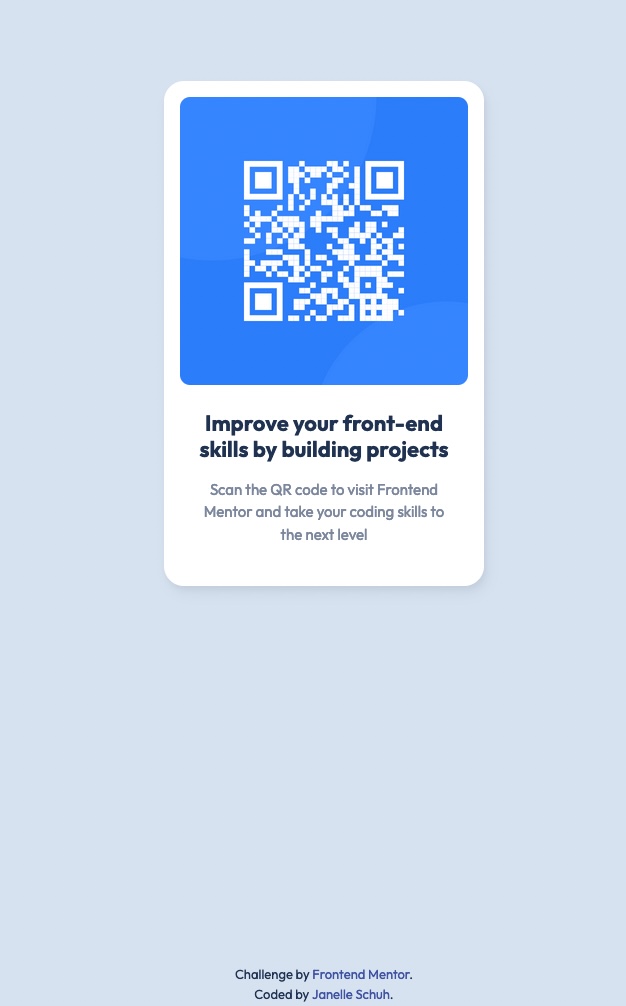 Improve your front-end
skills by building projects
Scan the QR code to visit Frontend
Mentor and take your coding skills to
the next level
Challenge by Frontend Mentor.
Coded by Janelle Schuh.